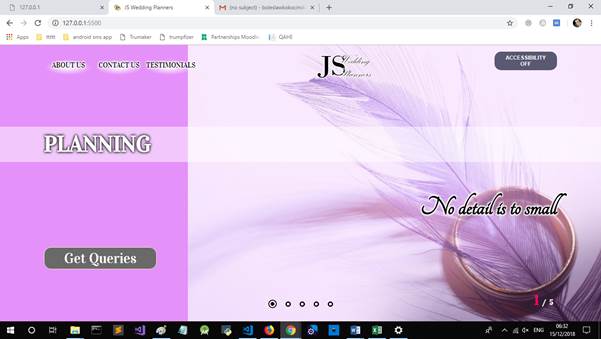 127.0.0.1
JS Wedding Planners
(no subject) - boleslawkokocinski
127.0.0.1:5500
Apps
ttttt
android sms app
Trumaker
trumpfizer
Partnerships Moodle
QAHE
ABOUT US
CONTACT US
TESTIMONIALS
JS Wedding
Planners
ACCESSIBILITY
OFF
PLANNING
No detail is to small
Get Queries
1 / 5
ENG
06:32
15/12/2018